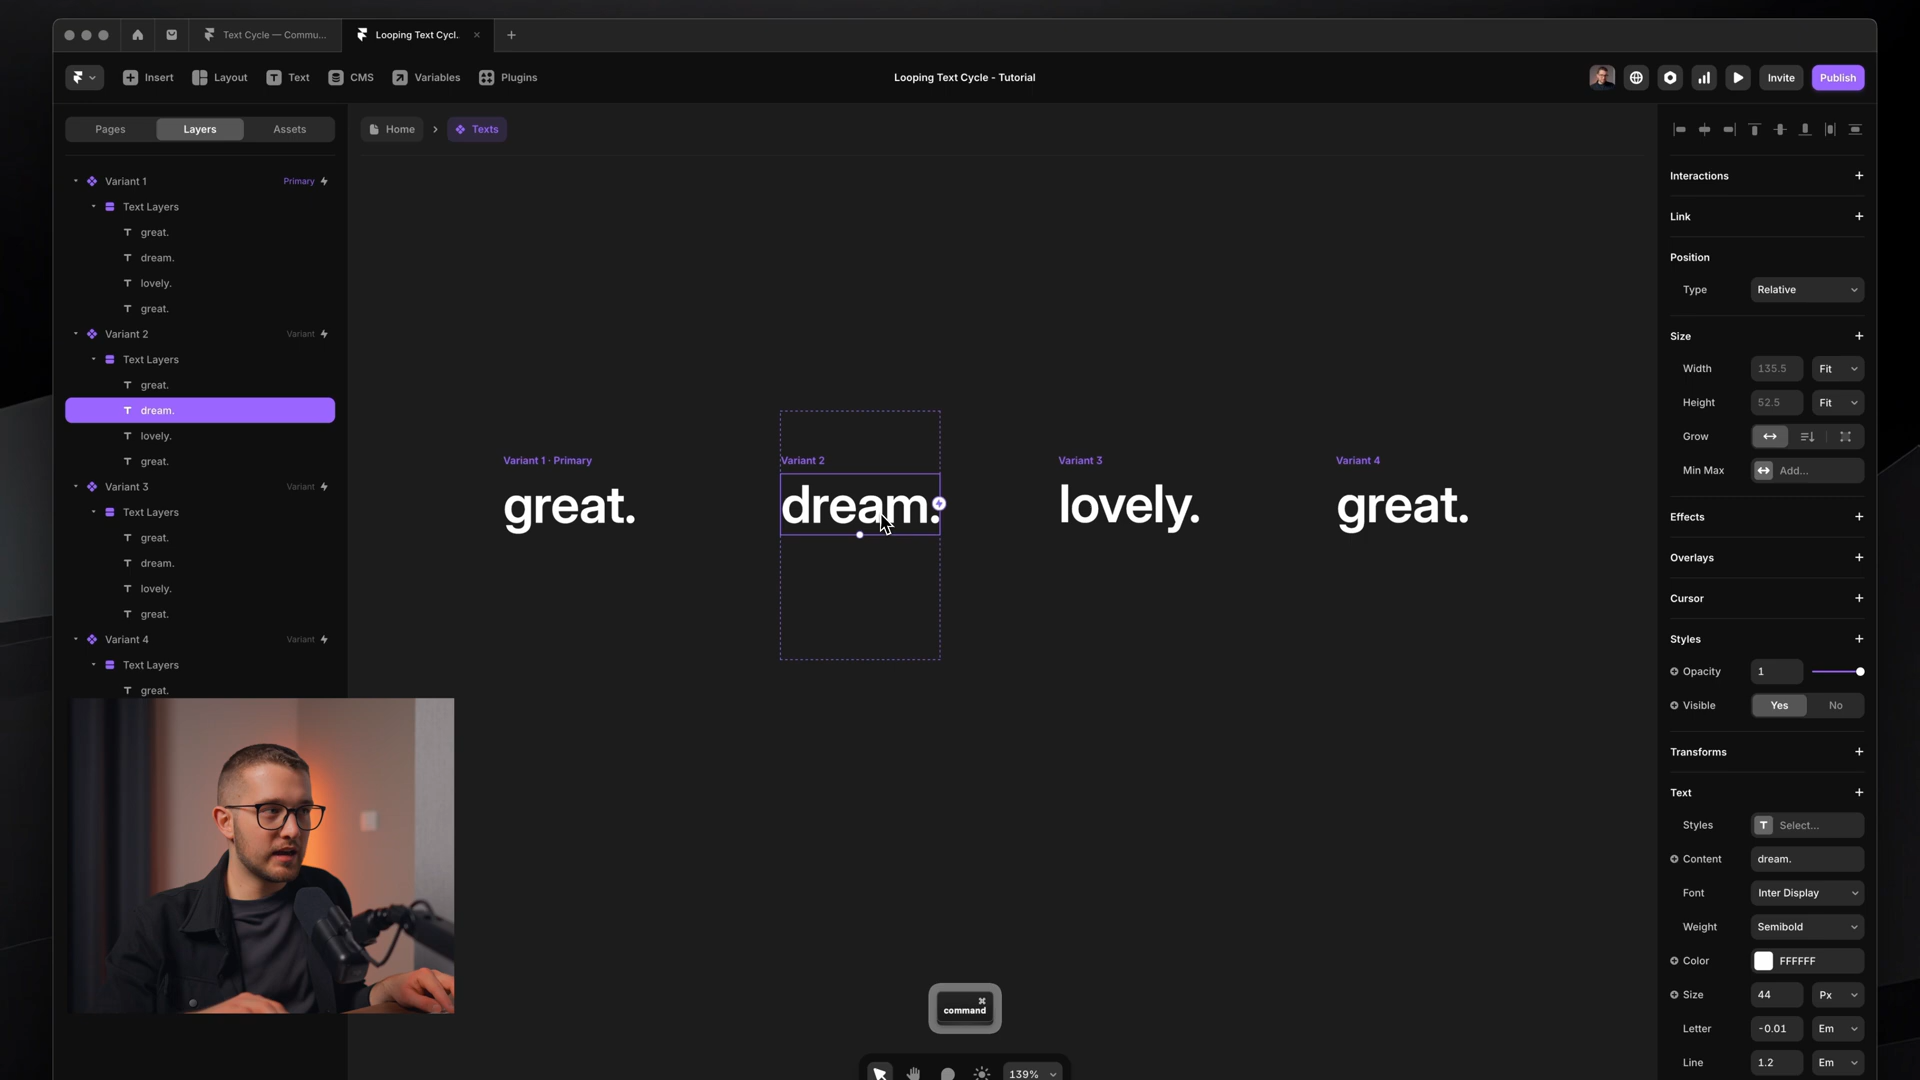 Text Cycle — Commu...
Looping Text Cycl.
Insert
Layout
Text
CMS
Variables
Plugins
Looping Text Cycle - Tutorial
Invite
Publish
Pages
Layers
Assets
Home
Texts
Variant 1
Primary
Text Layers
great.
dream.
lovely.
great.
Variant 2
Variant
Text Layers
great.
dream.
lovely.
great.
Variant 3
Variant
Text Layers
great.
dream.
lovely.
great.
Variant 4
Variant
Text Layers
great.
Variant 1 · Primary
great.
Variant 2
dream.
Variant 3
lovely.
Variant 4
great.
⌘
command
139%
Interactions
Link
Position
Type
Relative
Size
Width
135.5
Fit
Height
52.5
Fit
Grow
Min Max
Add...
Effects
Overlays
Cursor
Styles
Opacity
1
Visible
Yes
No
Transforms
Text
Styles
T
Select...
Content
dream.
Font
Inter Display
Weight
Semibold
Color
FFFFFF
Size
44
Px
Letter
-0.01
Em
Line
1.2
Em